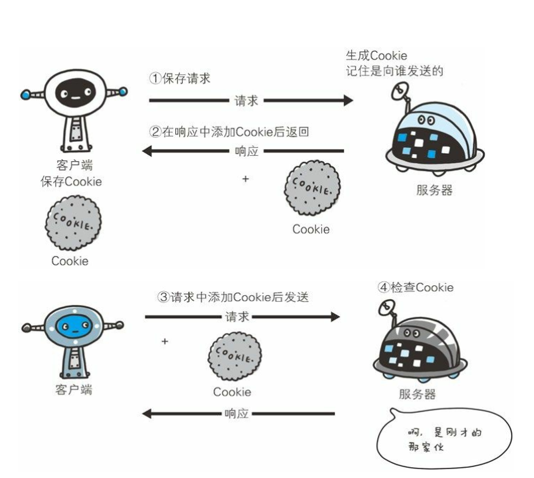 生成Cookie
记住是向谁发送的
①保存请求
请求
②在响应中添加Cookie后返回
响应
+
客户端
保存Cookie
COOKIE.
Cookie
COOKIE.
Cookie
服务器
③请求中添加Cookie后发送
请求
+
COOKIE.
Cookie
④检查Cookie
客户端
服务器
响应
啊，是刚才的
那家伙